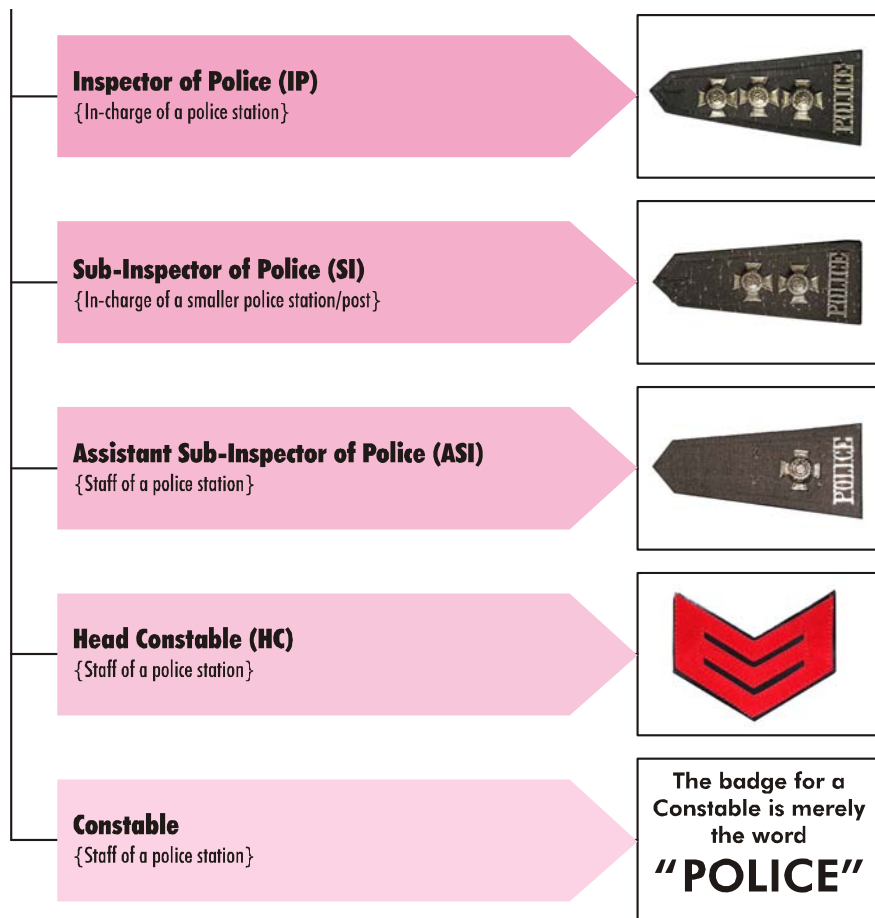 Inspector of Police (IP)
{In-charge of a police station}
POLICE
Sub-Inspector of Police (SI)
{In-charge of a smaller police station/post}
POLICE
Assistant Sub-Inspector of Police (ASI)
{Staff of a police station}
POLICE
Head Constable (HC)
{Staff of a police station}
Constable
{Staff of a police station}
The badge for a
Constable is merely
the word
“POLICE”